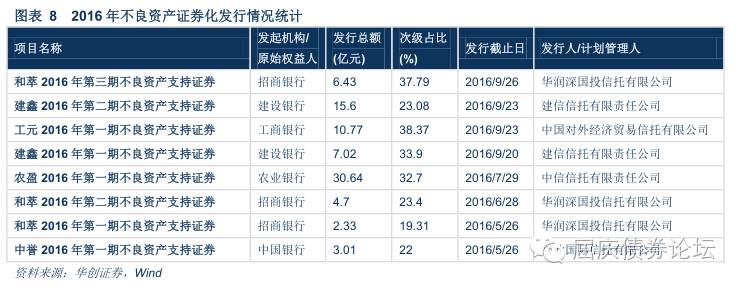 图表 8 2016 年不良资产证券化发行情况统计
项目名称 发起机构/原始权益人 发行总额(亿元) 次级占比(%) 发行截止日 发行人/计划管理人
和萃 2016 年第三期不良资产支持证券 招商银行 6.43 37.79 2016/9/26 华润深国投信托有限公司
建鑫 2016 年第二期不良资产支持证券 建设银行 15.6 23.08 2016/9/23 建信信托有限责任公司
工元 2016 年第一期不良资产支持证券 工商银行 10.77 38.37 2016/9/23 中国对外经济贸易信托有限公司
建鑫 2016 年第一期不良资产支持证券 建设银行 7.02 33.9 2016/9/20 建信信托有限责任公司
农盈 2016 年第一期不良资产支持证券 农业银行 30.64 32.7 2016/7/29 中信信托有限责任公司
和萃 2016 年第二期不良资产支持证券 招商银行 4.7 23.4 2016/6/28 华润深国投信托有限公司
和萃 2016 年第一期不良资产支持证券 招商银行 2.33 19.31 2016/5/26 华润深国投信托有限公司
中誉 2016 年第一期不良资产支持证券 中国银行 3.01 22 2016/5/26
屈庆债券论坛
资料来源：华创证券，Wind